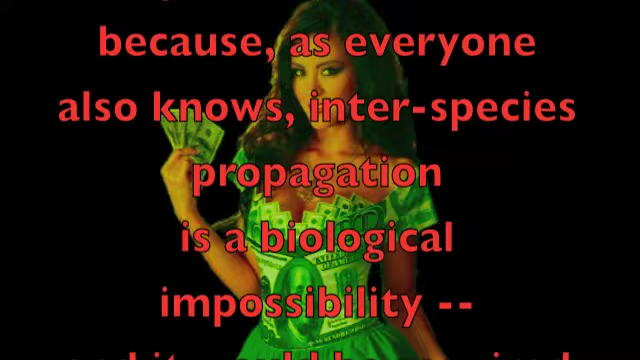 because, as everyone
also knows, inter-species
propagation
is a biological
impossibility --